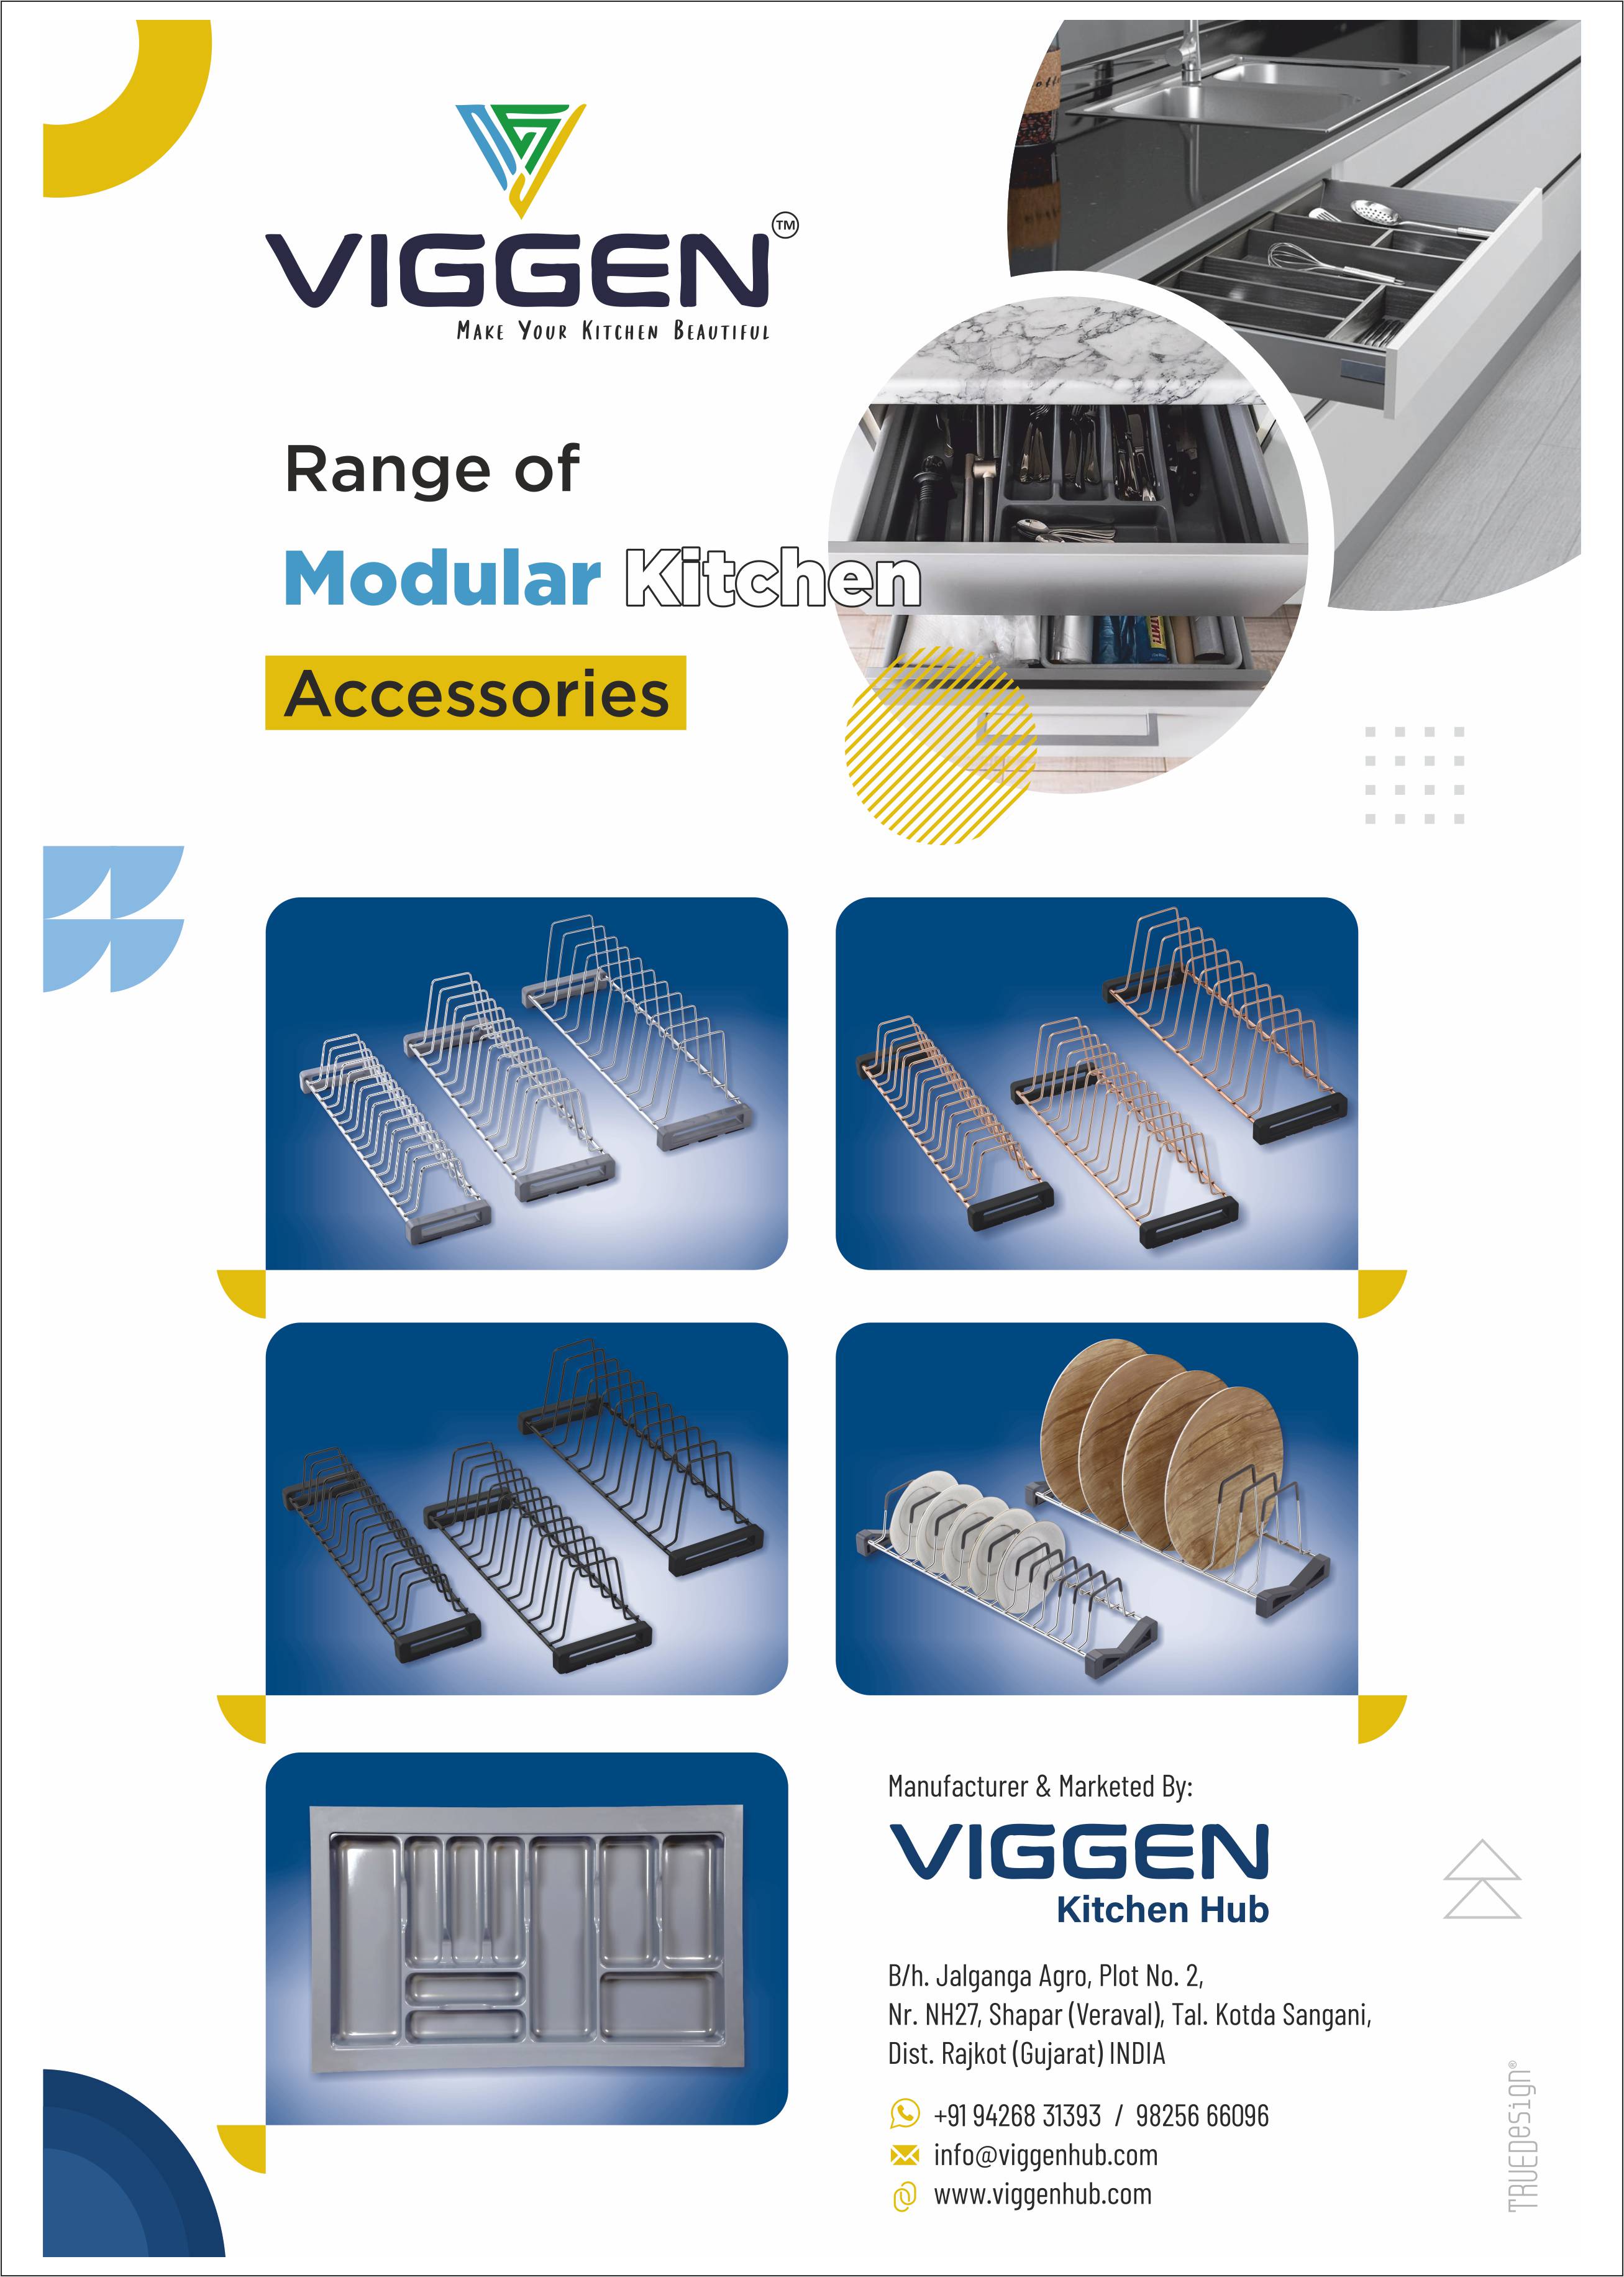 VIGGEN™
MAKE YOUR KITCHEN BEAUTIFUL
Range of
Modular Kitchen
Accessories
Manufacturer & Marketed By:
VIGGEN
Kitchen Hub
B/h. Jalganga Agro, Plot No. 2,
Nr. NH27, Shapar (Veraval), Tal. Kotda Sangani,
Dist. Rajkot (Gujarat) INDIA
+91 94268 31393 / 98256 66096
info@viggenhub.com
www.viggenhub.com
TRUEDesign®